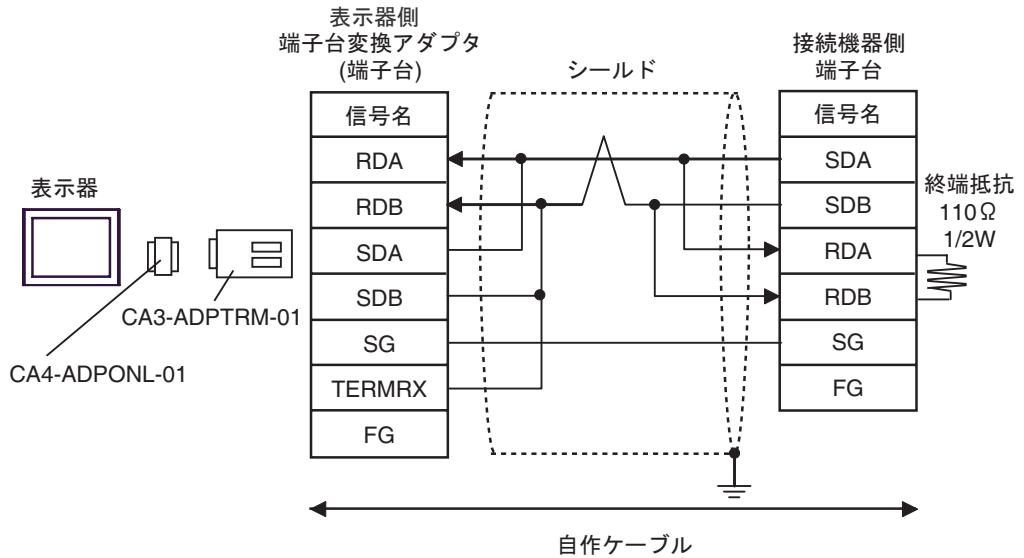 表示器側
端子台変換アダプタ
(端子台)
シールド
接続機器側
端子台
信号名
RDA
RDB
SDA
SDB
SG
TERMRX
FG
信号名
SDA
SDB
RDA
RDB
SG
FG
終端抵抗
110Ω
1/2W
表示器
CA3-ADPTRM-01
CA4-ADPONL-01
自作ケーブル